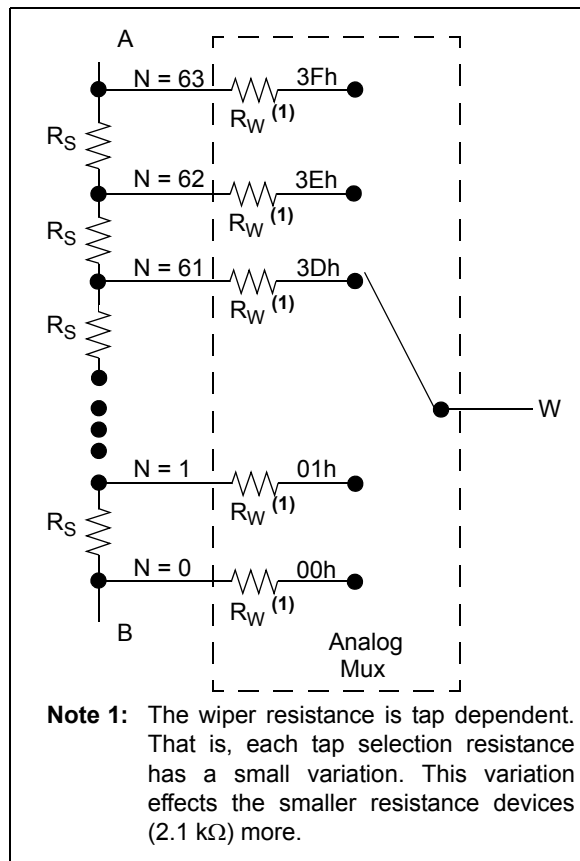 A
N = 63 3Fh
RW (1)
RS
N = 62 3Eh
RW (1)
RS
N = 61 3Dh
RW (1)
RS
W
N = 1 01h
RW (1)
RS
N = 0 00h
RW (1)
B
Analog
Mux
Note 1: The wiper resistance is tap dependent.
That is, each tap selection resistance
has a small variation. This variation
effects the smaller resistance devices
(2.1 kΩ) more.